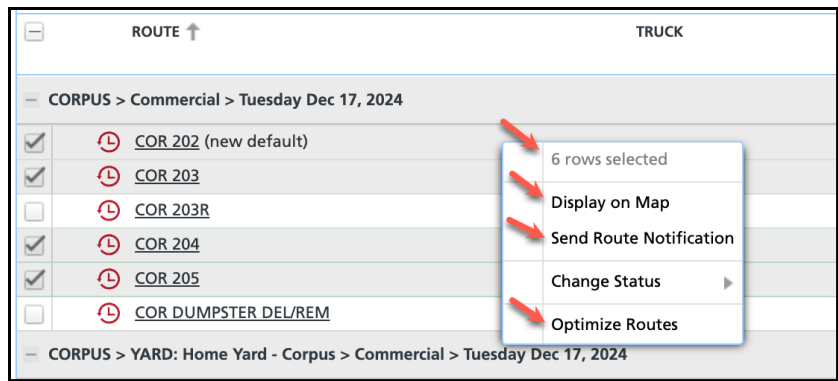 ROUTE TRUCK
CORPUS > Commercial > Tuesday Dec 17, 2024
COR 202 (new default)
6 rows selected
COR 203
Display on Map
COR 203R
Send Route Notification
COR 204
Change Status
COR 205
Optimize Routes
COR DUMPSTER DEL/REM
CORPUS > YARD: Home Yard - Corpus > Commercial > Tuesday Dec 17, 2024